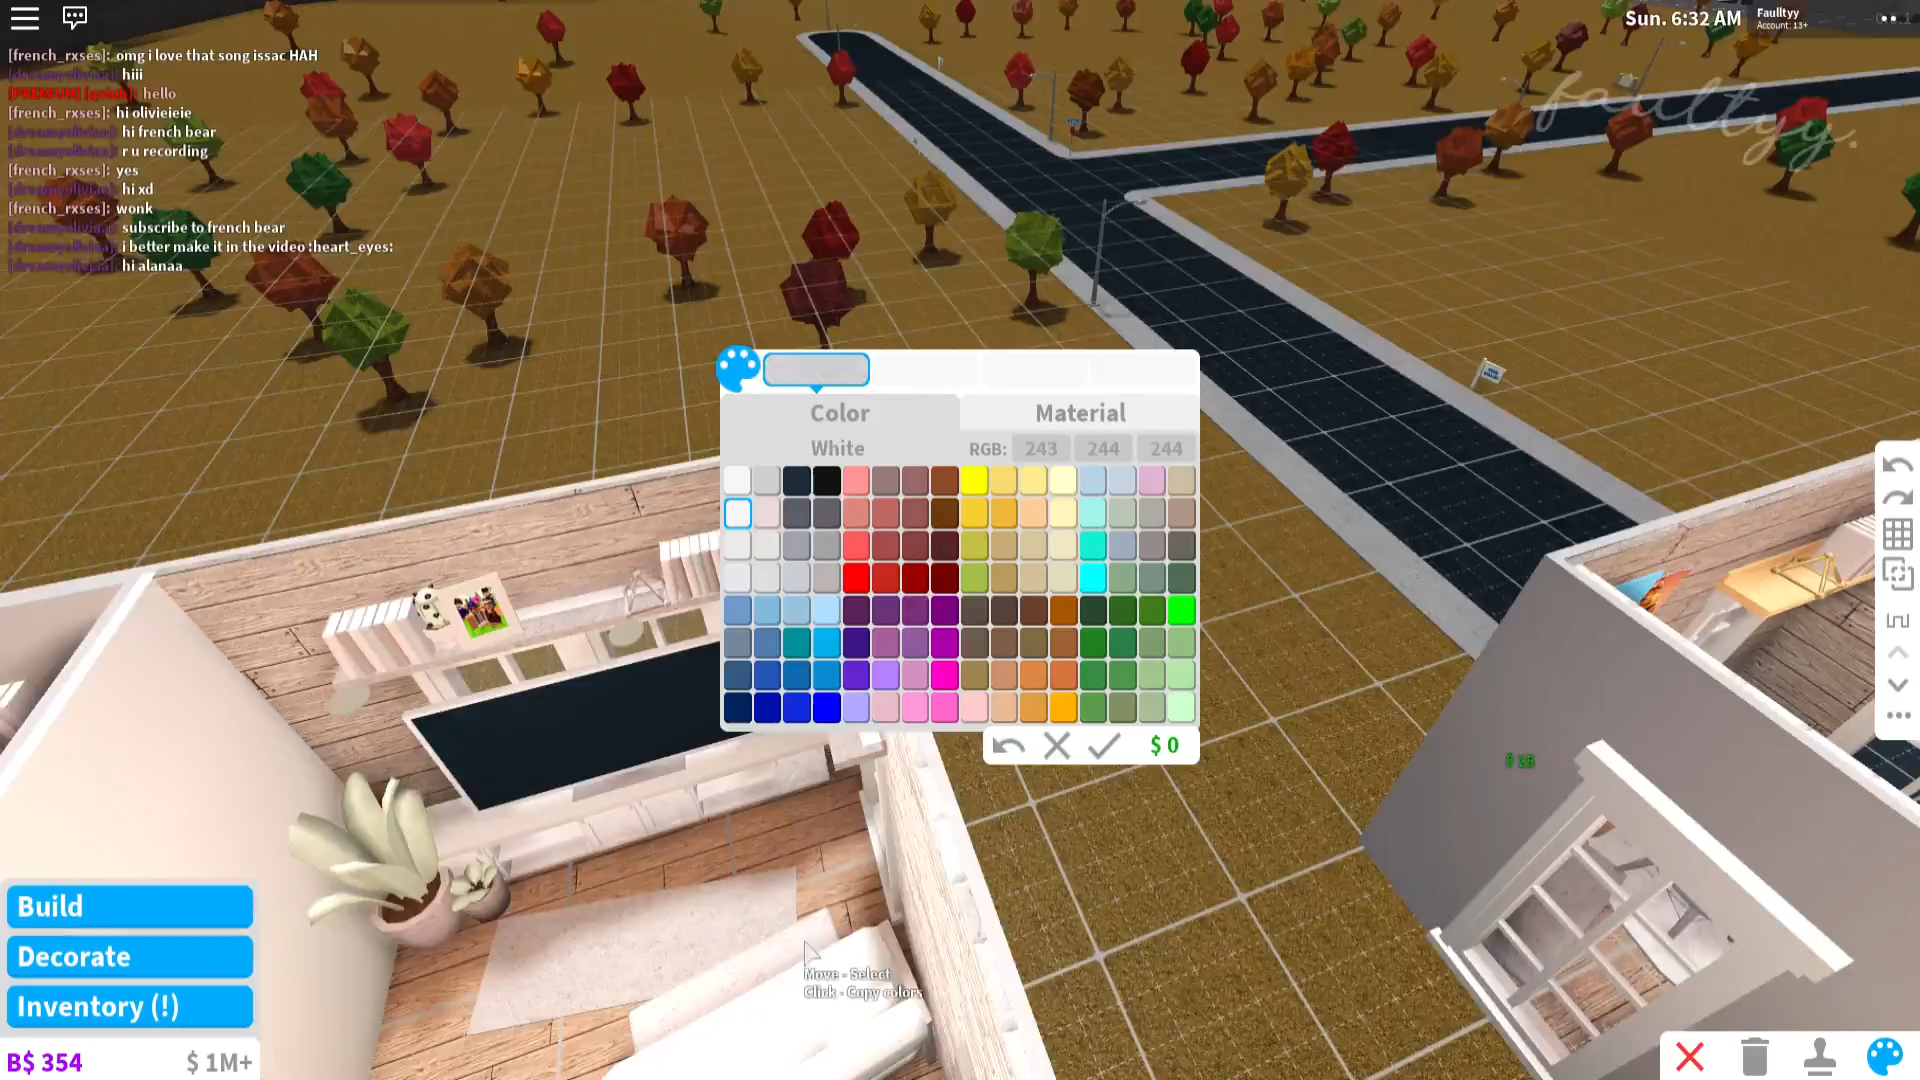 Sun. 6:32 AM
Faulltyy
Account: 13+
faultyy.
[french_rxses]: omg i love that song issac HAH
hiii
[PREMIUM] hello
[french_rxses]: hi olivieieie
hi french bear
r u recording
[french_rxses]: yes
hi xd
[french_rxses]: wonk
subscribe to french bear
i better make it in the video :heart_eyes:
hi alanaa
Color
Material
White
RGB: 243 244 244
$ 0
$ 28
Move - Select
Click - Copy colors
Build
Decorate
Inventory (!)
B$ 354
$ 1M+